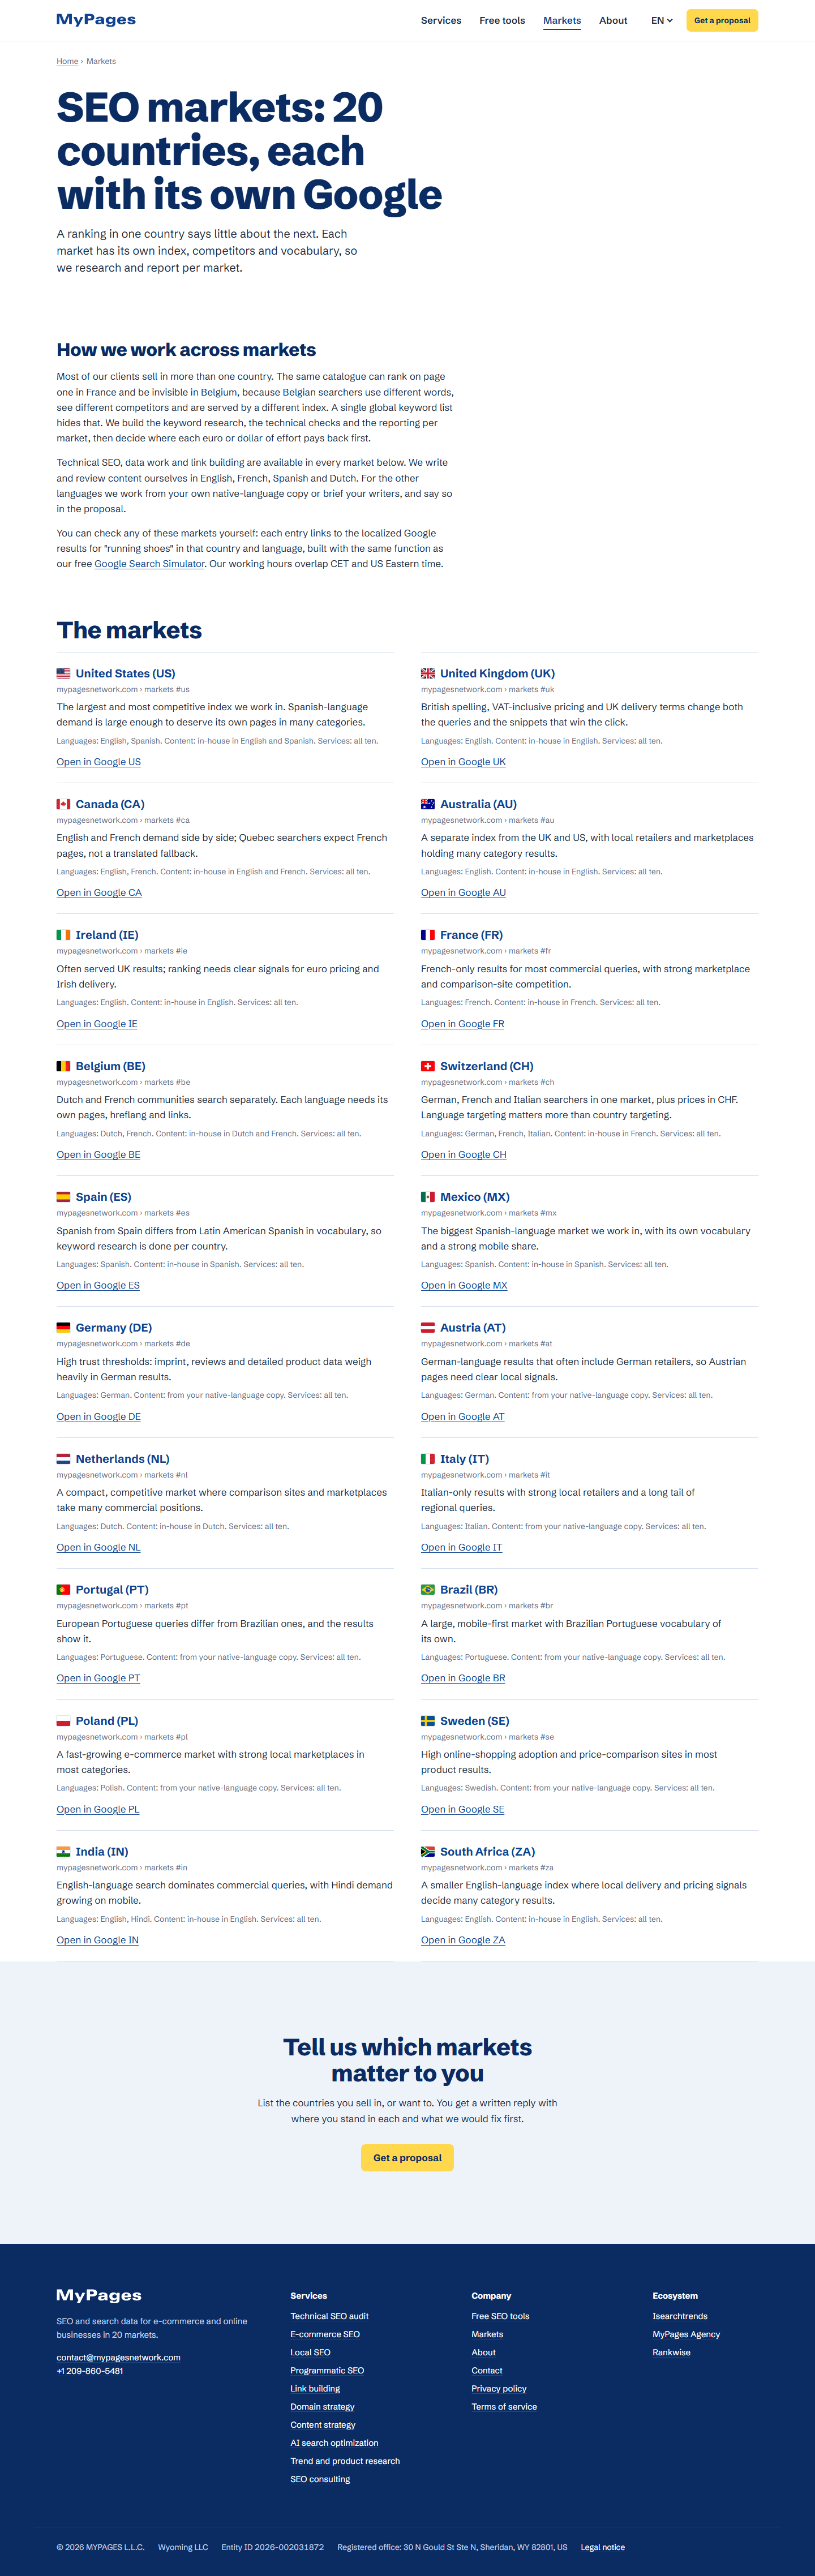 MyPages
Services
Free tools
Markets
About
EN
Get a proposal
Home › Markets
SEO markets: 20
countries, each
with its own Google
A ranking in one country says little about the next. Each
market has its own index, competitors and vocabulary, so
we research and report per market.
How we work across markets
Most of our clients sell in more than one country. The same catalogue can rank on page
one in France and be invisible in Belgium, because Belgian searchers use different words,
see different competitors and are served by a different index. A single global keyword list
hides that. We build the keyword research, the technical checks and the reporting per
market, then decide where each euro or dollar of effort pays back first.
Technical SEO, data work and link building are available in every market below. We write
and review content ourselves in English, French, Spanish and Dutch. For the other
languages we work from your own native-language copy or brief your writers, and say so
in the proposal.
You can check any of these markets yourself: each entry links to the localized Google
results for "running shoes" in that country and language, built with the same function as
our free Google Search Simulator. Our working hours overlap CET and US Eastern time.
The markets
United States (US)
mypagesnetwork.com › markets #us
The largest and most competitive index we work in. Spanish-language
demand is large enough to deserve its own pages in many categories.
Languages: English, Spanish. Content: in-house in English and Spanish. Services: all ten.
Open in Google US
United Kingdom (UK)
mypagesnetwork.com › markets #uk
British spelling, VAT-inclusive pricing and UK delivery terms change both
the queries and the snippets that win the click.
Languages: English. Content: in-house in English. Services: all ten.
Open in Google UK
Canada (CA)
mypagesnetwork.com › markets #ca
English and French demand side by side; Quebec searchers expect French
pages, not a translated fallback.
Languages: English, French. Content: in-house in English and French. Services: all ten.
Open in Google CA
Australia (AU)
mypagesnetwork.com › markets #au
A separate index from the UK and US, with local retailers and marketplaces
holding many category results.
Languages: English. Content: in-house in English. Services: all ten.
Open in Google AU
Ireland (IE)
mypagesnetwork.com › markets #ie
Often served UK results; ranking needs clear signals for euro pricing and
Irish delivery.
Languages: English. Content: in-house in English. Services: all ten.
Open in Google IE
France (FR)
mypagesnetwork.com › markets #fr
French-only results for most commercial queries, with strong marketplace
and comparison-site competition.
Languages: French. Content: in-house in French. Services: all ten.
Open in Google FR
Belgium (BE)
mypagesnetwork.com › markets #be
Dutch and French communities search separately. Each language needs its
own pages, hreflang and links.
Languages: Dutch, French. Content: in-house in Dutch and French. Services: all ten.
Open in Google BE
Switzerland (CH)
mypagesnetwork.com › markets #ch
German, French and Italian searchers in one market, plus prices in CHF.
Language targeting matters more than country targeting.
Languages: German, French, Italian. Content: in-house in French. Services: all ten.
Open in Google CH
Spain (ES)
mypagesnetwork.com › markets #es
Spanish from Spain differs from Latin American Spanish in vocabulary, so
keyword research is done per country.
Languages: Spanish. Content: in-house in Spanish. Services: all ten.
Open in Google ES
Mexico (MX)
mypagesnetwork.com › markets #mx
The biggest Spanish-language market we work in, with its own vocabulary
and a strong mobile share.
Languages: Spanish. Content: in-house in Spanish. Services: all ten.
Open in Google MX
Germany (DE)
mypagesnetwork.com › markets #de
High trust thresholds: imprint, reviews and detailed product data weigh
heavily in German results.
Languages: German. Content: from your native-language copy. Services: all ten.
Open in Google DE
Austria (AT)
mypagesnetwork.com › markets #at
German-language results that often include German retailers, so Austrian
pages need clear local signals.
Languages: German. Content: from your native-language copy. Services: all ten.
Open in Google AT
Netherlands (NL)
mypagesnetwork.com › markets #nl
A compact, competitive market where comparison sites and marketplaces
take many commercial positions.
Languages: Dutch. Content: in-house in Dutch. Services: all ten.
Open in Google NL
Italy (IT)
mypagesnetwork.com › markets #it
Italian-only results with strong local retailers and a long tail of
regional queries.
Languages: Italian. Content: from your native-language copy. Services: all ten.
Open in Google IT
Portugal (PT)
mypagesnetwork.com › markets #pt
European Portuguese queries differ from Brazilian ones, and the results
show it.
Languages: Portuguese. Content: from your native-language copy. Services: all ten.
Open in Google PT
Brazil (BR)
mypagesnetwork.com › markets #br
A large, mobile-first market with Brazilian Portuguese vocabulary of
its own.
Languages: Portuguese. Content: from your native-language copy. Services: all ten.
Open in Google BR
Poland (PL)
mypagesnetwork.com › markets #pl
A fast-growing e-commerce market with strong local marketplaces in
most categories.
Languages: Polish. Content: from your native-language copy. Services: all ten.
Open in Google PL
Sweden (SE)
mypagesnetwork.com › markets #se
High online-shopping adoption and price-comparison sites in most
product results.
Languages: Swedish. Content: from your native-language copy. Services: all ten.
Open in Google SE
India (IN)
mypagesnetwork.com › markets #in
English-language search dominates commercial queries, with Hindi demand
growing on mobile.
Languages: English, Hindi. Content: in-house in English. Services: all ten.
Open in Google IN
South Africa (ZA)
mypagesnetwork.com › markets #za
A smaller English-language index where local delivery and pricing signals
decide many category results.
Languages: English. Content: in-house in English. Services: all ten.
Open in Google ZA
Tell us which markets
matter to you
List the countries you sell in, or want to. You get a written reply with
where you stand in each and what we would fix first.
Get a proposal
MyPages
SEO and search data for e-commerce and online
businesses in 20 markets.
contact@mypagesnetwork.com
+1 209-860-5481
Services
Technical SEO audit
E-commerce SEO
Local SEO
Programmatic SEO
Link building
Domain strategy
Content strategy
AI search optimization
Trend and product research
SEO consulting
Company
Free SEO tools
Markets
About
Contact
Privacy policy
Terms of service
Ecosystem
Isearchtrends
MyPages Agency
Rankwise
© 2026 MYPAGES L.L.C.
Wyoming LLC
Entity ID 2026-002031872
Registered office: 30 N Gould St Ste N, Sheridan, WY 82801, US
Legal notice